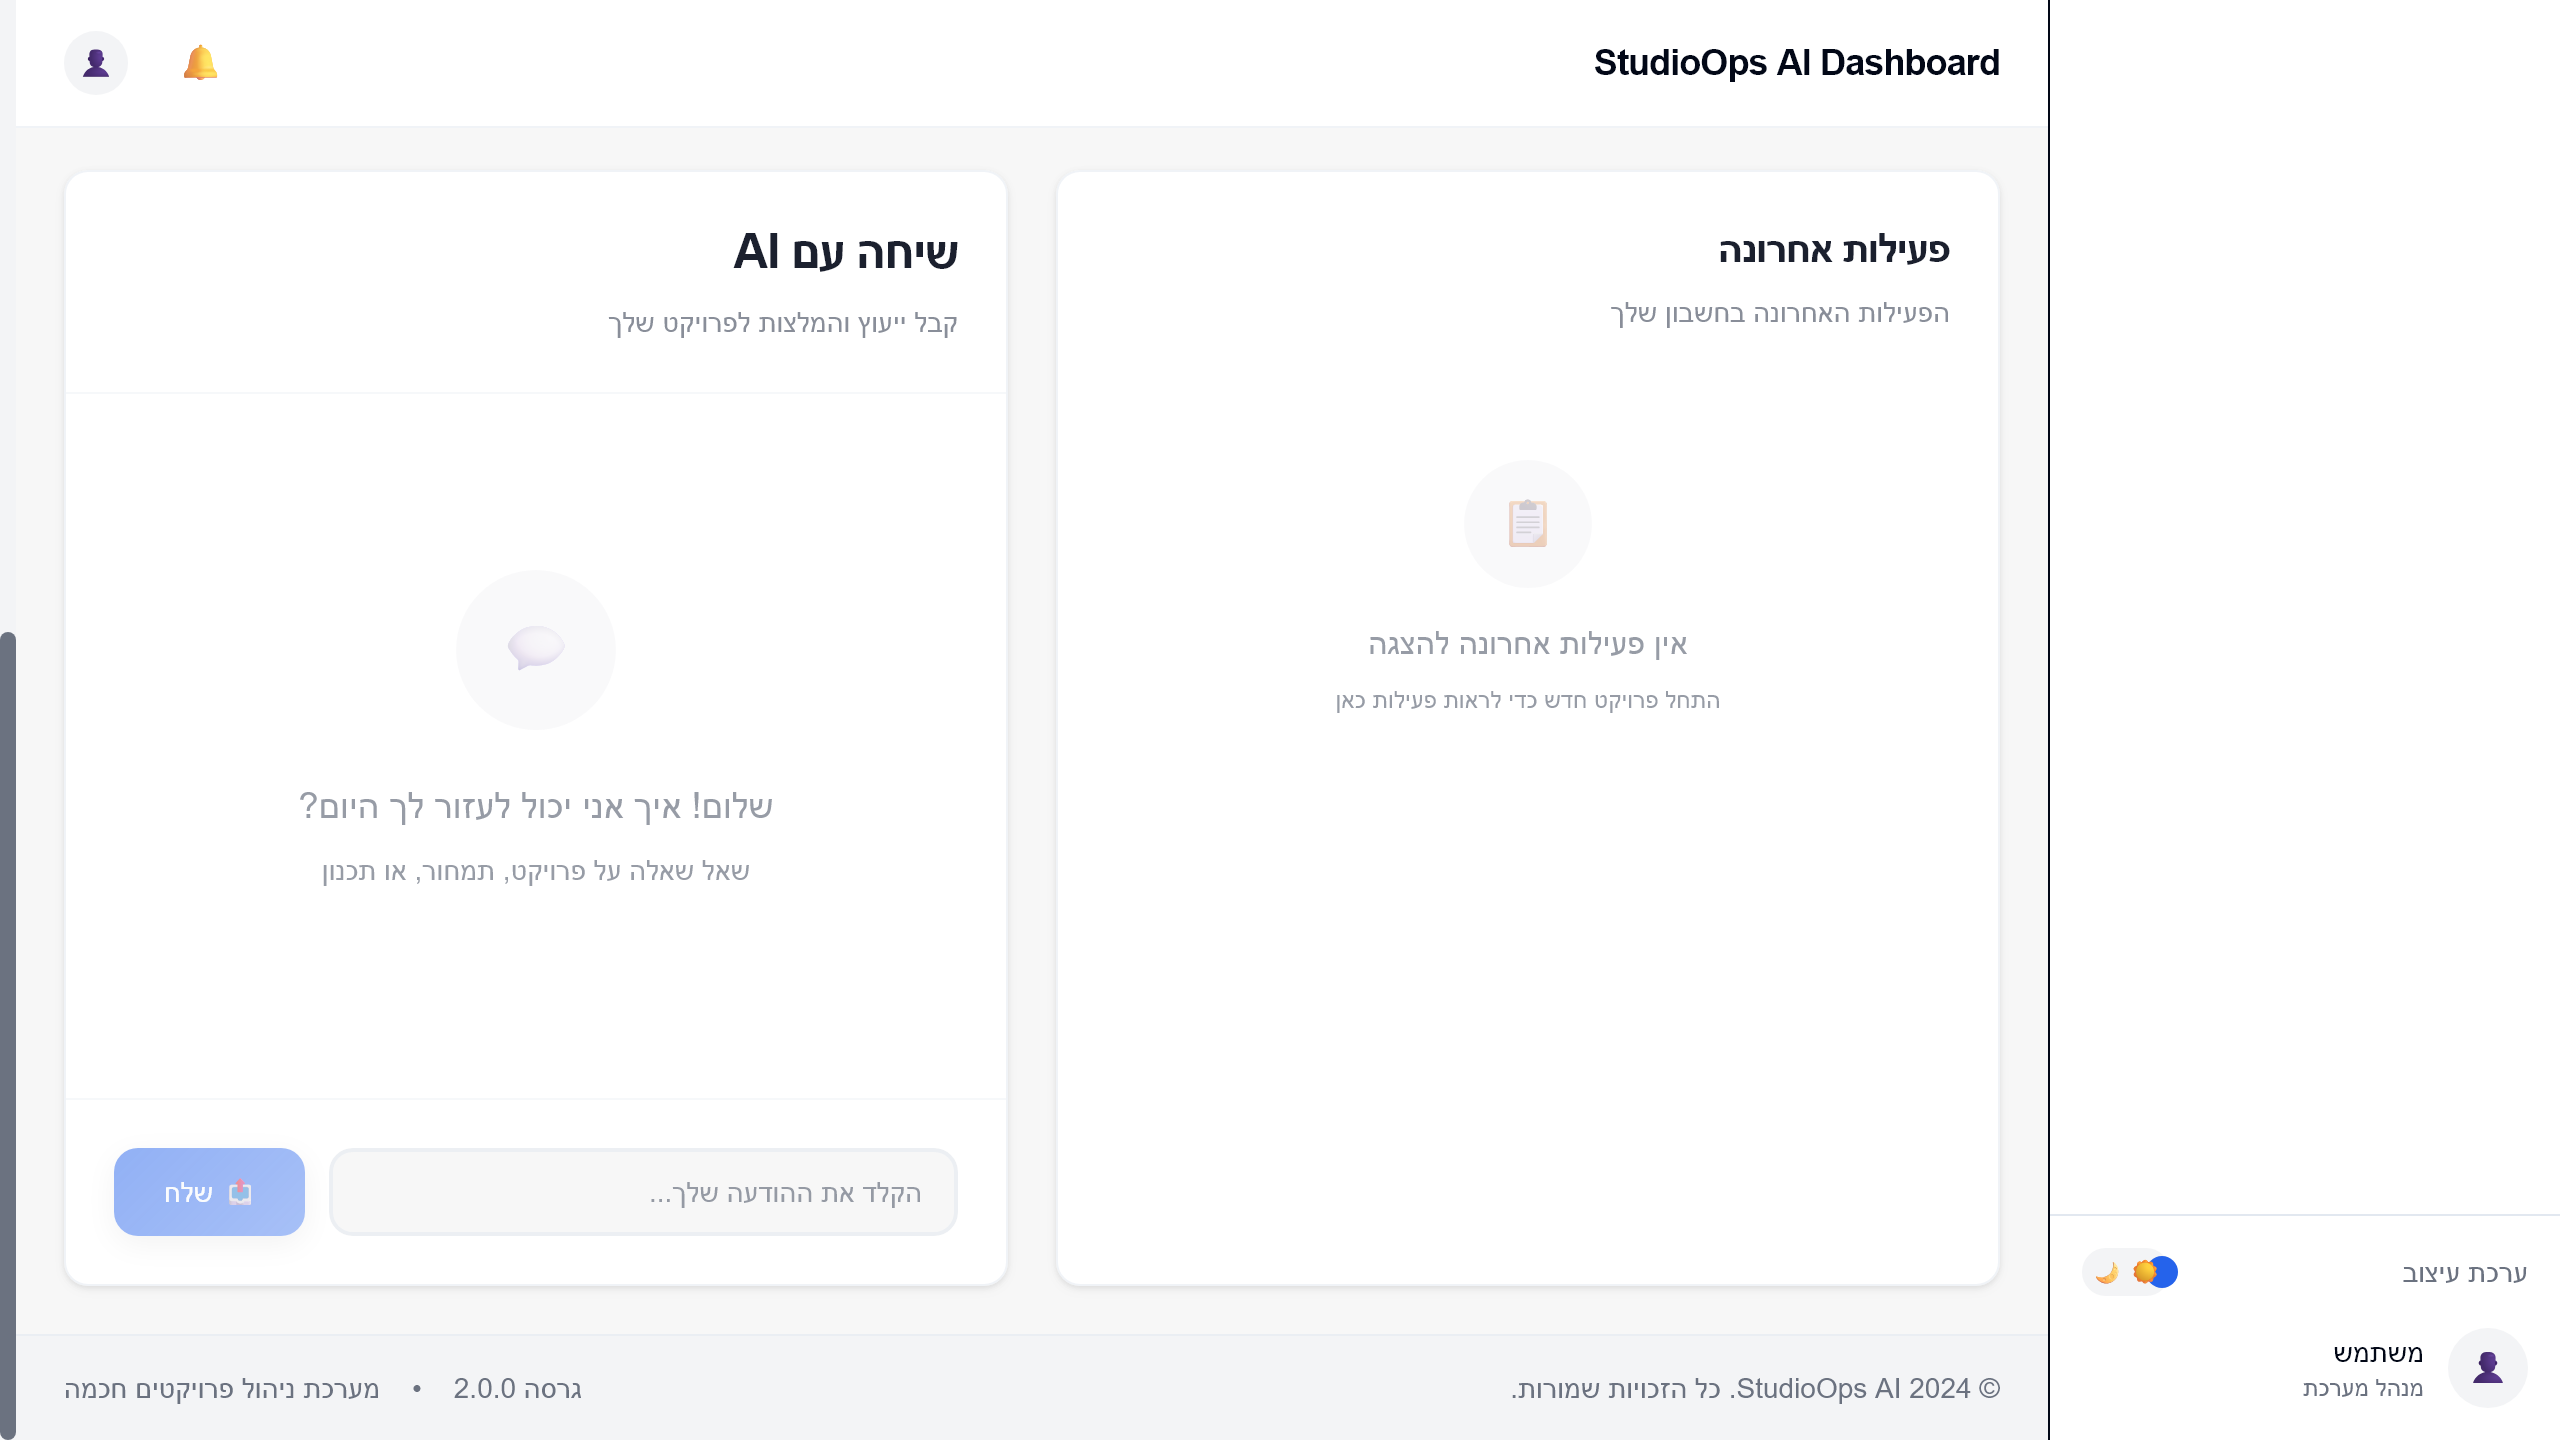 StudioOps AI Dashboard
פעילות אחרונה
הפעילות האחרונה בחשבון שלך
אין פעילות אחרונה להצגה
התחל פרויקט חדש כדי לראות פעילות כאן
שיחה עם AI
קבל ייעוץ והמלצות לפרויקט שלך
שלום! איך אני יכול לעזור לך היום?
שאל שאלה על פרויקט, תמחור, או תכנון
הקלד את ההודעה שלך...
שלח
ערכת עיצוב
משתמש
מנהל מערכת
© 2024 StudioOps AI. כל הזכויות שמורות.
גרסה 2.0.0 • מערכת ניהול פרויקטים חכמה